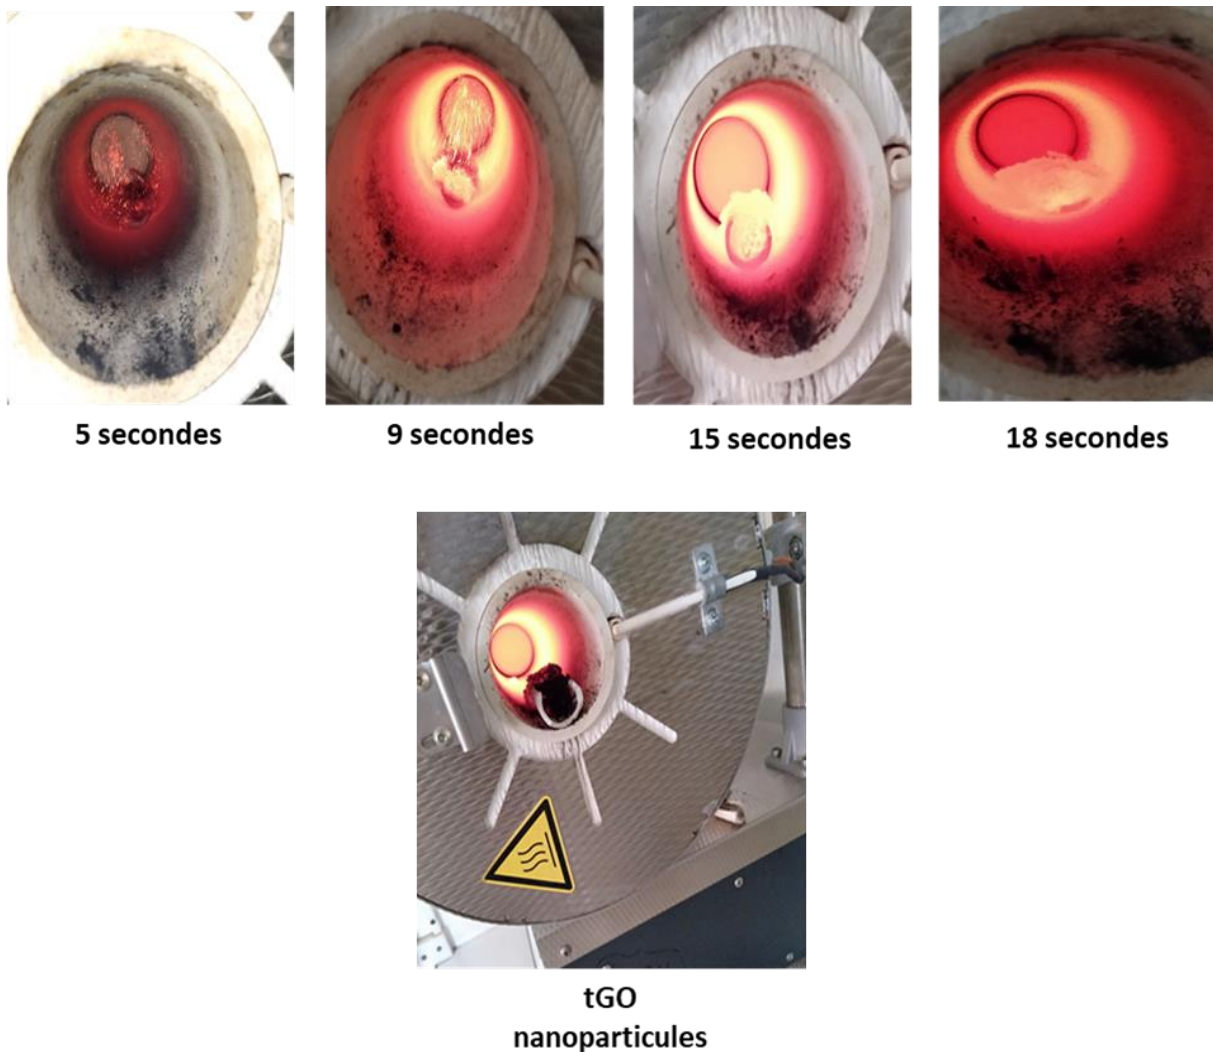 5 secondes
9 secondes
15 secondes
18 secondes
tGO
nanoparticules